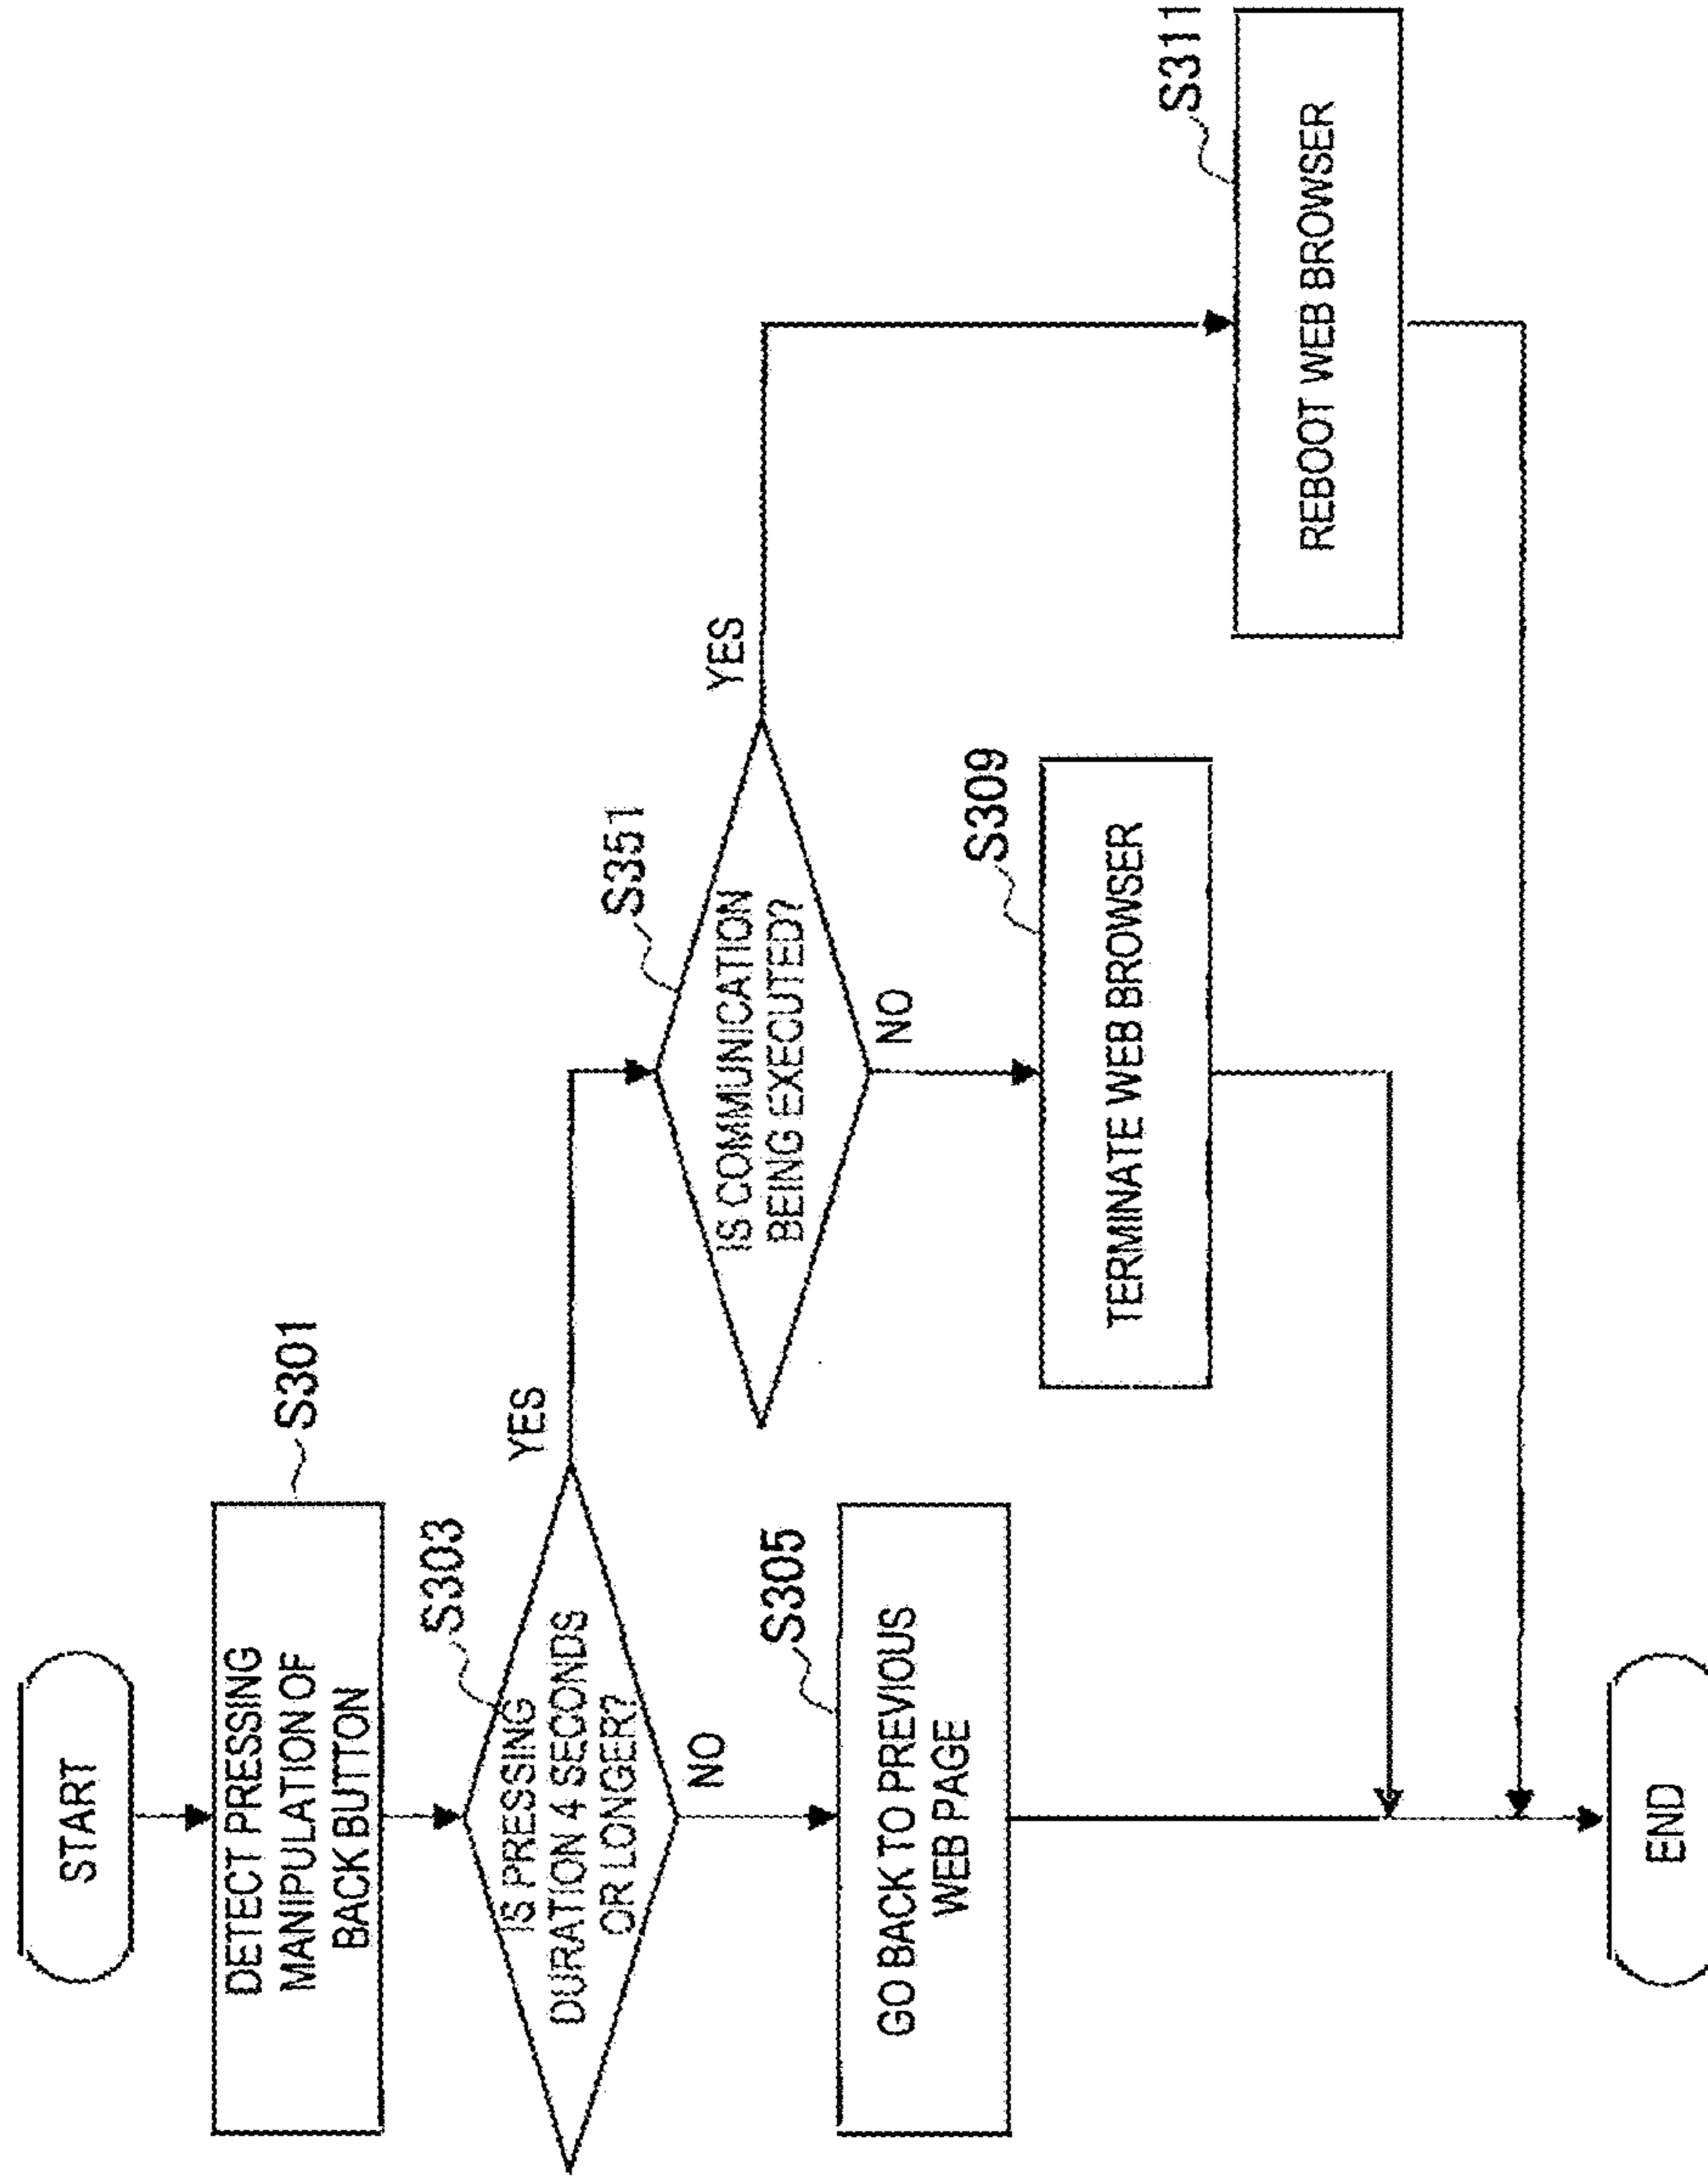 START
S301
DETECT PRESSING
MANIPULATION OF
BACK BUTTON
S303
IS PRESSING
DURATION 4 SECONDS
OR LONGER?
YES
NO
S305
GO BACK TO PREVIOUS
WEB PAGE
S351
IS COMMUNICATION
BEING EXECUTED?
YES
NO
S309
TERMINATE WEB BROWSER
S311
REBOOT WEB BROWSER
END